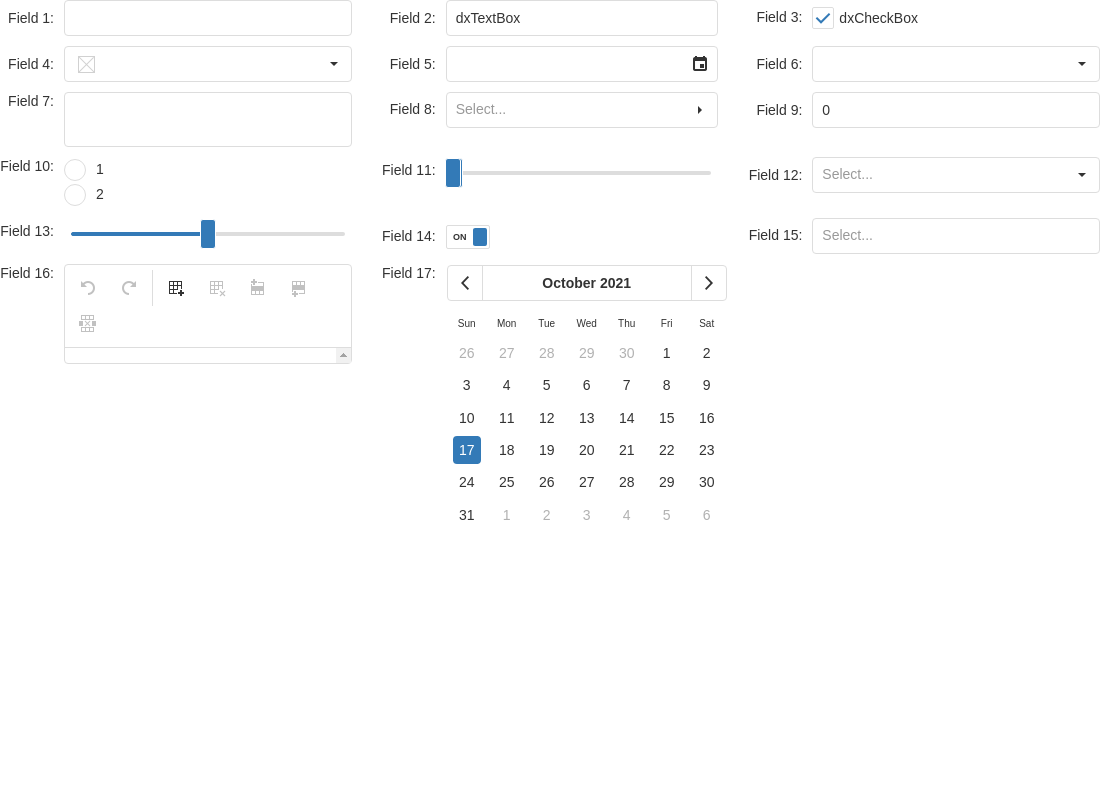 Field 1:
Field 2: dxTextBox
Field 3: dxCheckBox
Field 4:
Field 5:
Field 6:
Field 7:
Field 8: Select...
Field 9: 0
Field 10: 1
2
Field 11:
Field 12: Select...
Field 13:
Field 14: ON
Field 15: Select...
Field 16:
Field 17: October 2021
Sun Mon Tue Wed Thu Fri Sat
26 27 28 29 30 1 2
3 4 5 6 7 8 9
10 11 12 13 14 15 16
17 18 19 20 21 22 23
24 25 26 27 28 29 30
31 1 2 3 4 5 6